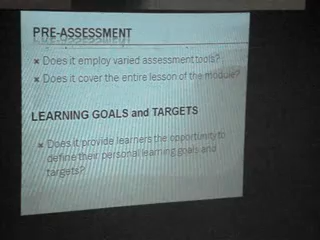 PRE-ASSESSMENT
Does it employ varied assessment tools?
Does it cover the entire lesson of the module?
LEARNING GOALS and TARGETS
Does it provide learners the opportunity to
define their personal learning goals and
targets?